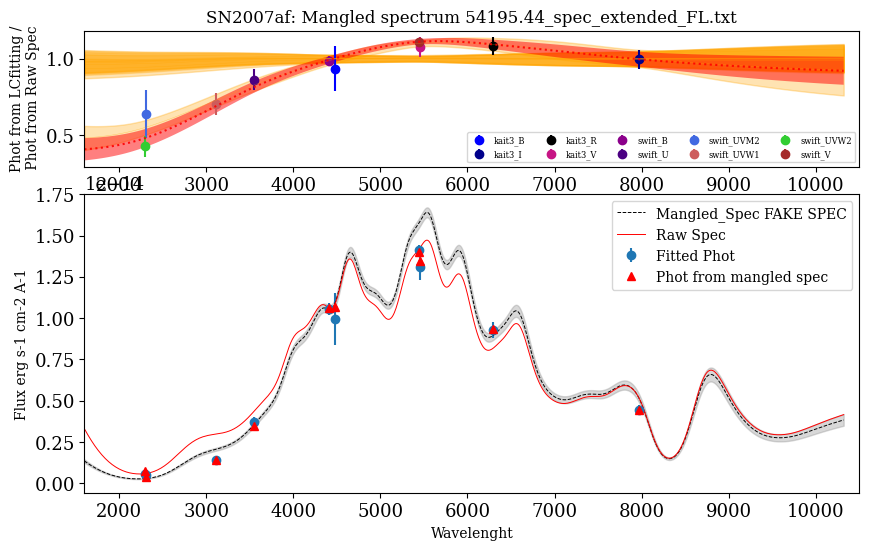 SN2007af: Mangled spectrum 54195.44_spec_extended_FL.txt
Phot from LCfitting /
Phot from Raw Spec
1.0
0.5
kait3_B
kait3_R
swift_B
swift_UVM2
swift_UVW2
kait3_I
kait3_V
swift_U
swift_UVW1
swift_V
2000 3000 4000 5000 6000 7000 8000 9000 10000
1e−14
Flux erg s-1 cm-2 A-1
1.75
1.50
1.25
1.00
0.75
0.50
0.25
0.00
Mangled_Spec FAKE SPEC
Raw Spec
Fitted Phot
Phot from mangled spec
2000 3000 4000 5000 6000 7000 8000 9000 10000
Wavelenght